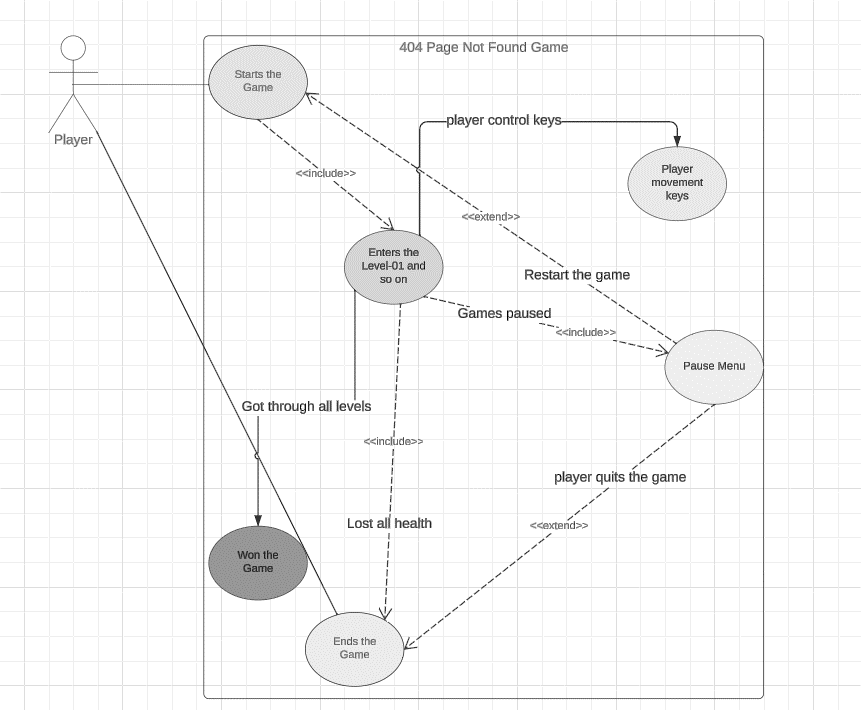 404 Page Not Found Game
Starts the
Game
Player
player control keys
Player
movement
keys
<<include>>
<<extend>>
Enters the
Level-01 and
so on
Restart the game
Games paused
<<include>>
Pause Menu
Got through all levels
<<include>>
player quits the game
Lost all health
<<extend>>
Won the
Game
Ends the
Game